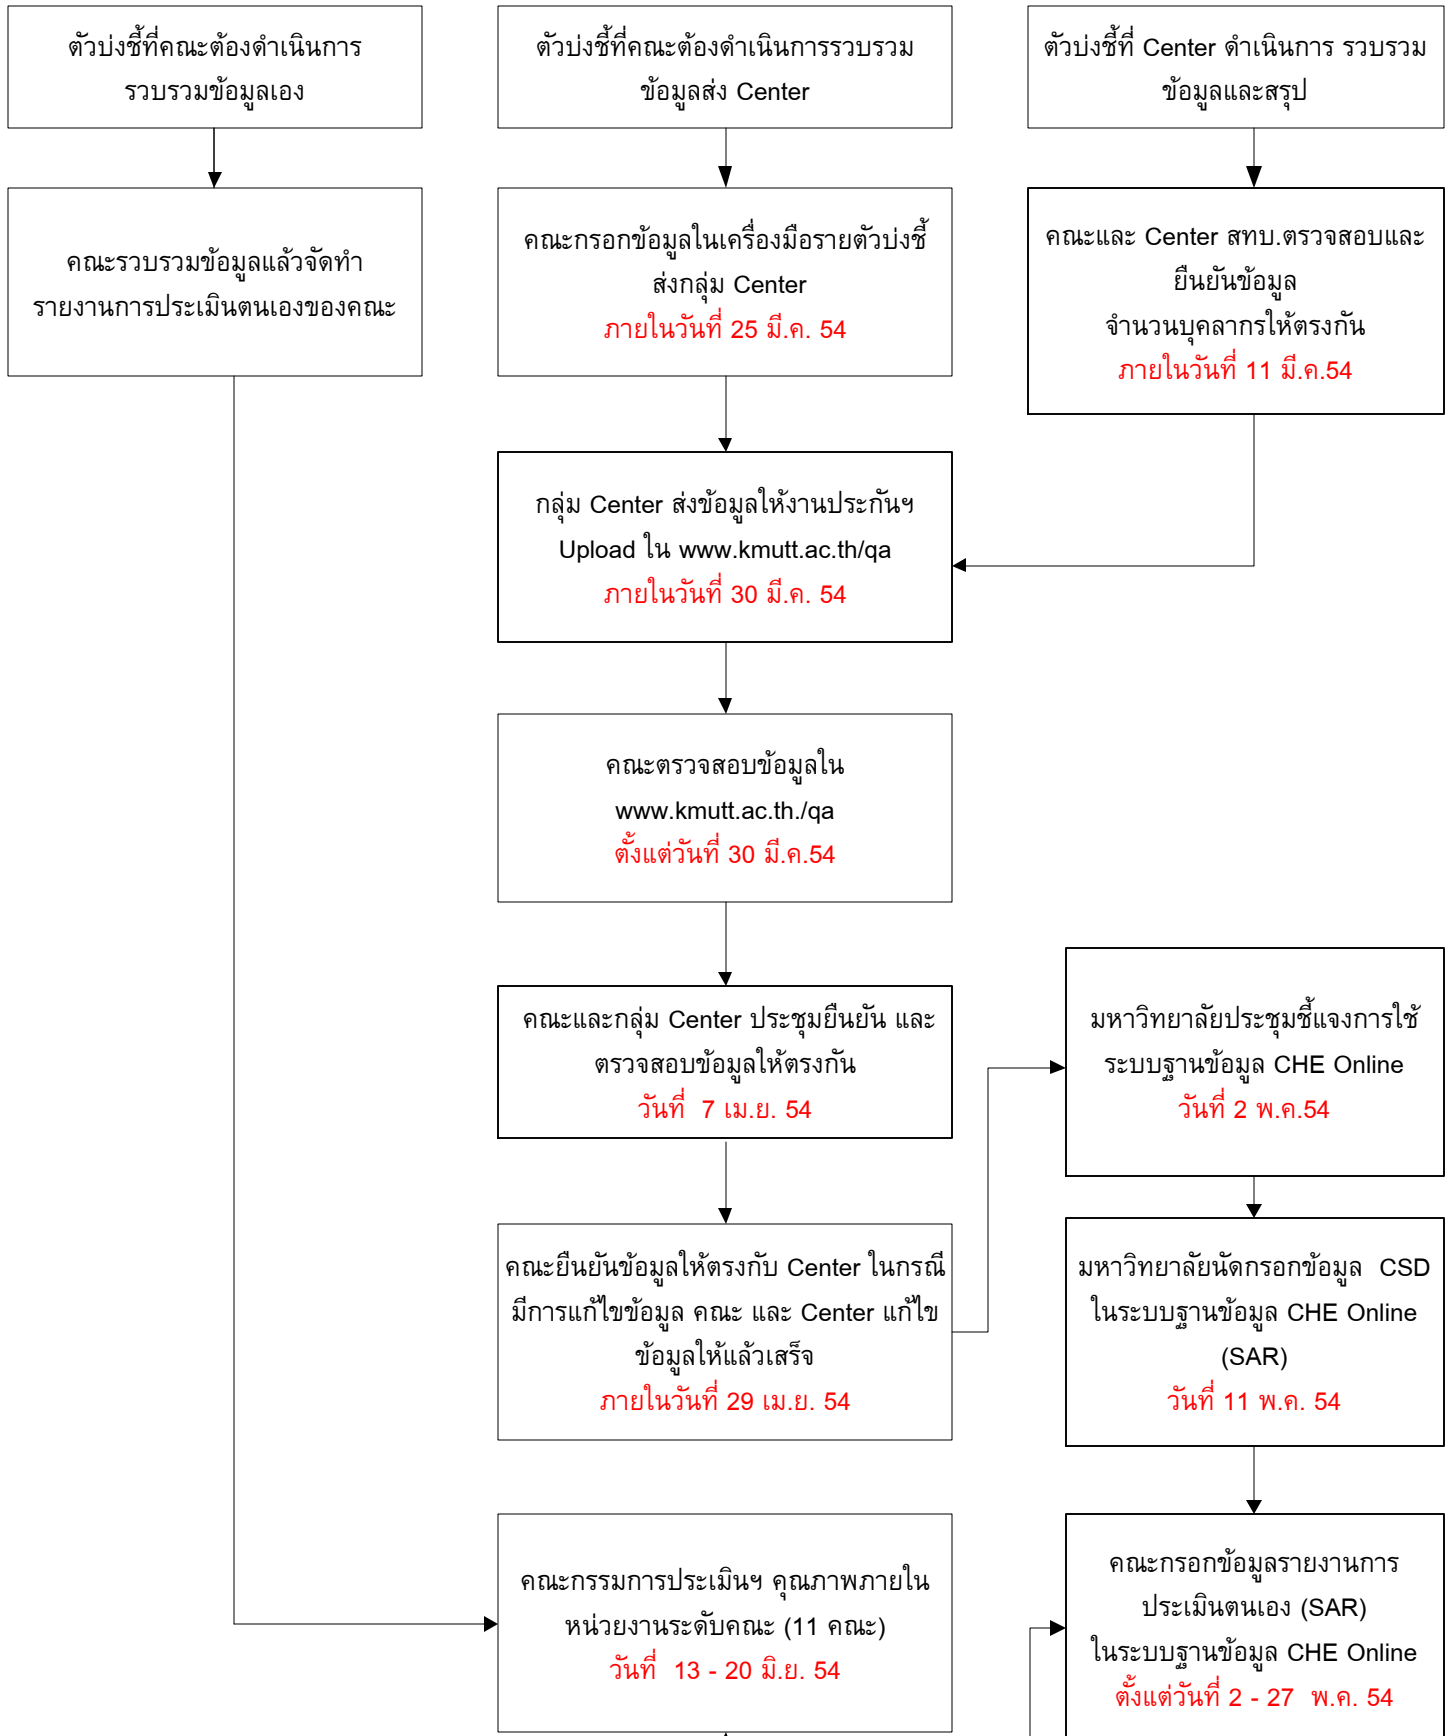 ตัวบ่งชี้ที่คณะต้องดำเนินการ
รวบรวมข้อมูลเอง
ตัวบ่งชี้ที่คณะต้องดำเนินการรวบรวม
ข้อมูลส่ง Center
ตัวบ่งชี้ที่ Center ดำเนินการ รวบรวม
ข้อมูลและสรุป
คณะรวบรวมข้อมูลแล้วจัดทำ
รายงานการประเมินตนเองของคณะ
คณะกรอกข้อมูลในเครื่องมือรายตัวบ่งชี้
ส่งกลุ่ม Center
ภายในวันที่ 25 มี.ค. 54
คณะและ Center สทบ.ตรวจสอบและ
ยืนยันข้อมูล
จำนวนบุคลากรให้ตรงกัน
ภายในวันที่ 11 มี.ค.54
กลุ่ม Center ส่งข้อมูลให้งานประกันฯ
Upload ใน www.kmutt.ac.th/qa
ภายในวันที่ 30 มี.ค. 54
คณะตรวจสอบข้อมูลใน
www.kmutt.ac.th./qa
ตั้งแต่วันที่ 30 มี.ค.54
คณะและกลุ่ม Center ประชุมยืนยัน และ
ตรวจสอบข้อมูลให้ตรงกัน
วันที่  7 เม.ย. 54
มหาวิทยาลัยประชุมชี้แจงการใช้
ระบบฐานข้อมูล CHE Online
วันที่ 2 พ.ค.54
คณะยืนยันข้อมูลให้ตรงกับ Center ในกรณี
มีการแก้ไขข้อมูล คณะ และ Center แก้ไข
ข้อมูลให้แล้วเสร็จ
ภายในวันที่ 29 เม.ย. 54
มหาวิทยาลัยนัดกรอกข้อมูล  CSD
ในระบบฐานข้อมูล CHE Online
(SAR)
วันที่ 11 พ.ค. 54
คณะกรรมการประเมินฯ คุณภาพภายใน
หน่วยงานระดับคณะ (11 คณะ)
วันที่  13 - 20 มิ.ย. 54
คณะกรอกข้อมูลรายงานการ
ประเมินตนเอง (SAR)
ในระบบฐานข้อมูล CHE Online
ตั้งแต่วันที่ 2 - 27  พ.ค. 54